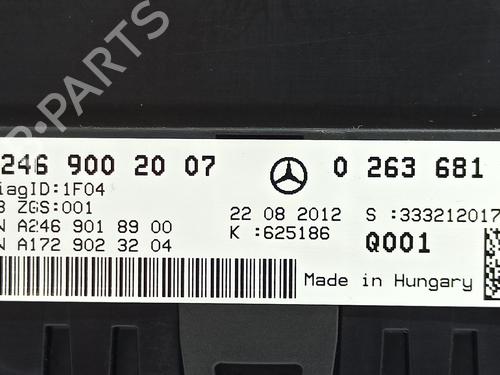 B-PARTS
246 900 20 07
0 263 681
iagID:1F04
ZGS:001
22 08 2012
S :333212017
N A246 901 89 00
K :625186
Q001
N A172 902 32 04
Made in Hungary